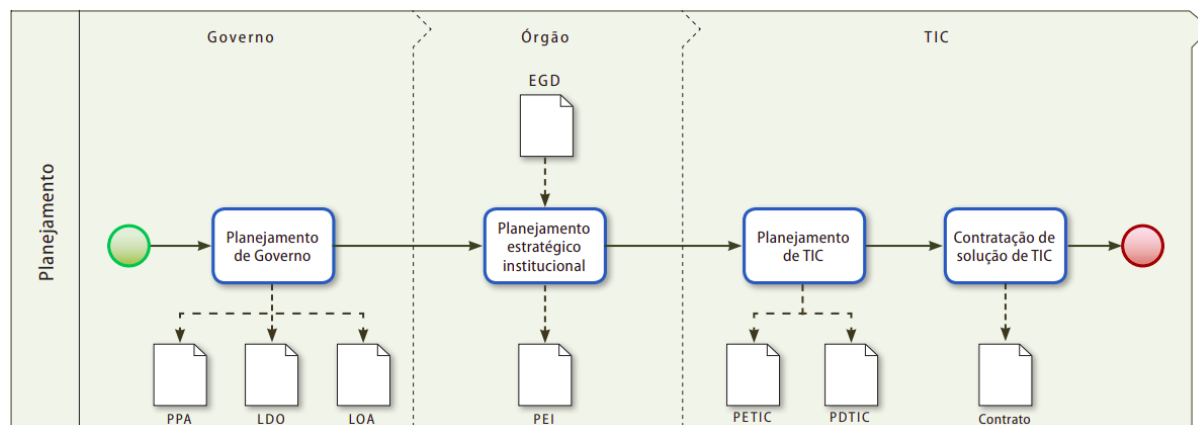 Planejamento
Governo
Órgão
TIC
EGD
Planejamento
de Governo
Planejamento
estratégico
institucional
Planejamento
de TIC
Contratação de
solução de TIC
PPA
LDO
LOA
PEI
PETIC
PDTIC
Contrato